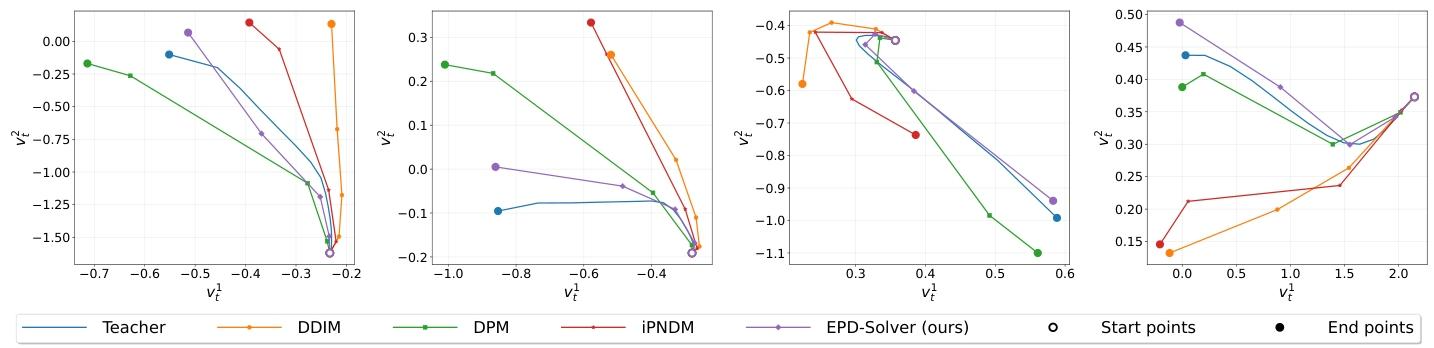 0.00
−0.25
−0.50
−0.75
−1.00
−1.25
−1.50
v_t^2
−0.7 −0.6 −0.5 −0.4 −0.3 −0.2
v_t^1
0.3
0.2
0.1
0.0
−0.1
−0.2
v_t^2
−1.0 −0.8 −0.6 −0.4
v_t^1
−0.4
−0.5
−0.6
−0.7
−0.8
−0.9
−1.0
−1.1
v_t^2
0.3 0.4 0.5 0.6
v_t^1
0.50
0.45
0.40
0.35
0.30
0.25
0.20
0.15
v_t^2
0.0 0.5 1.0 1.5 2.0
v_t^1
Teacher DDIM DPM iPNDM EPD-Solver (ours) Start points End points